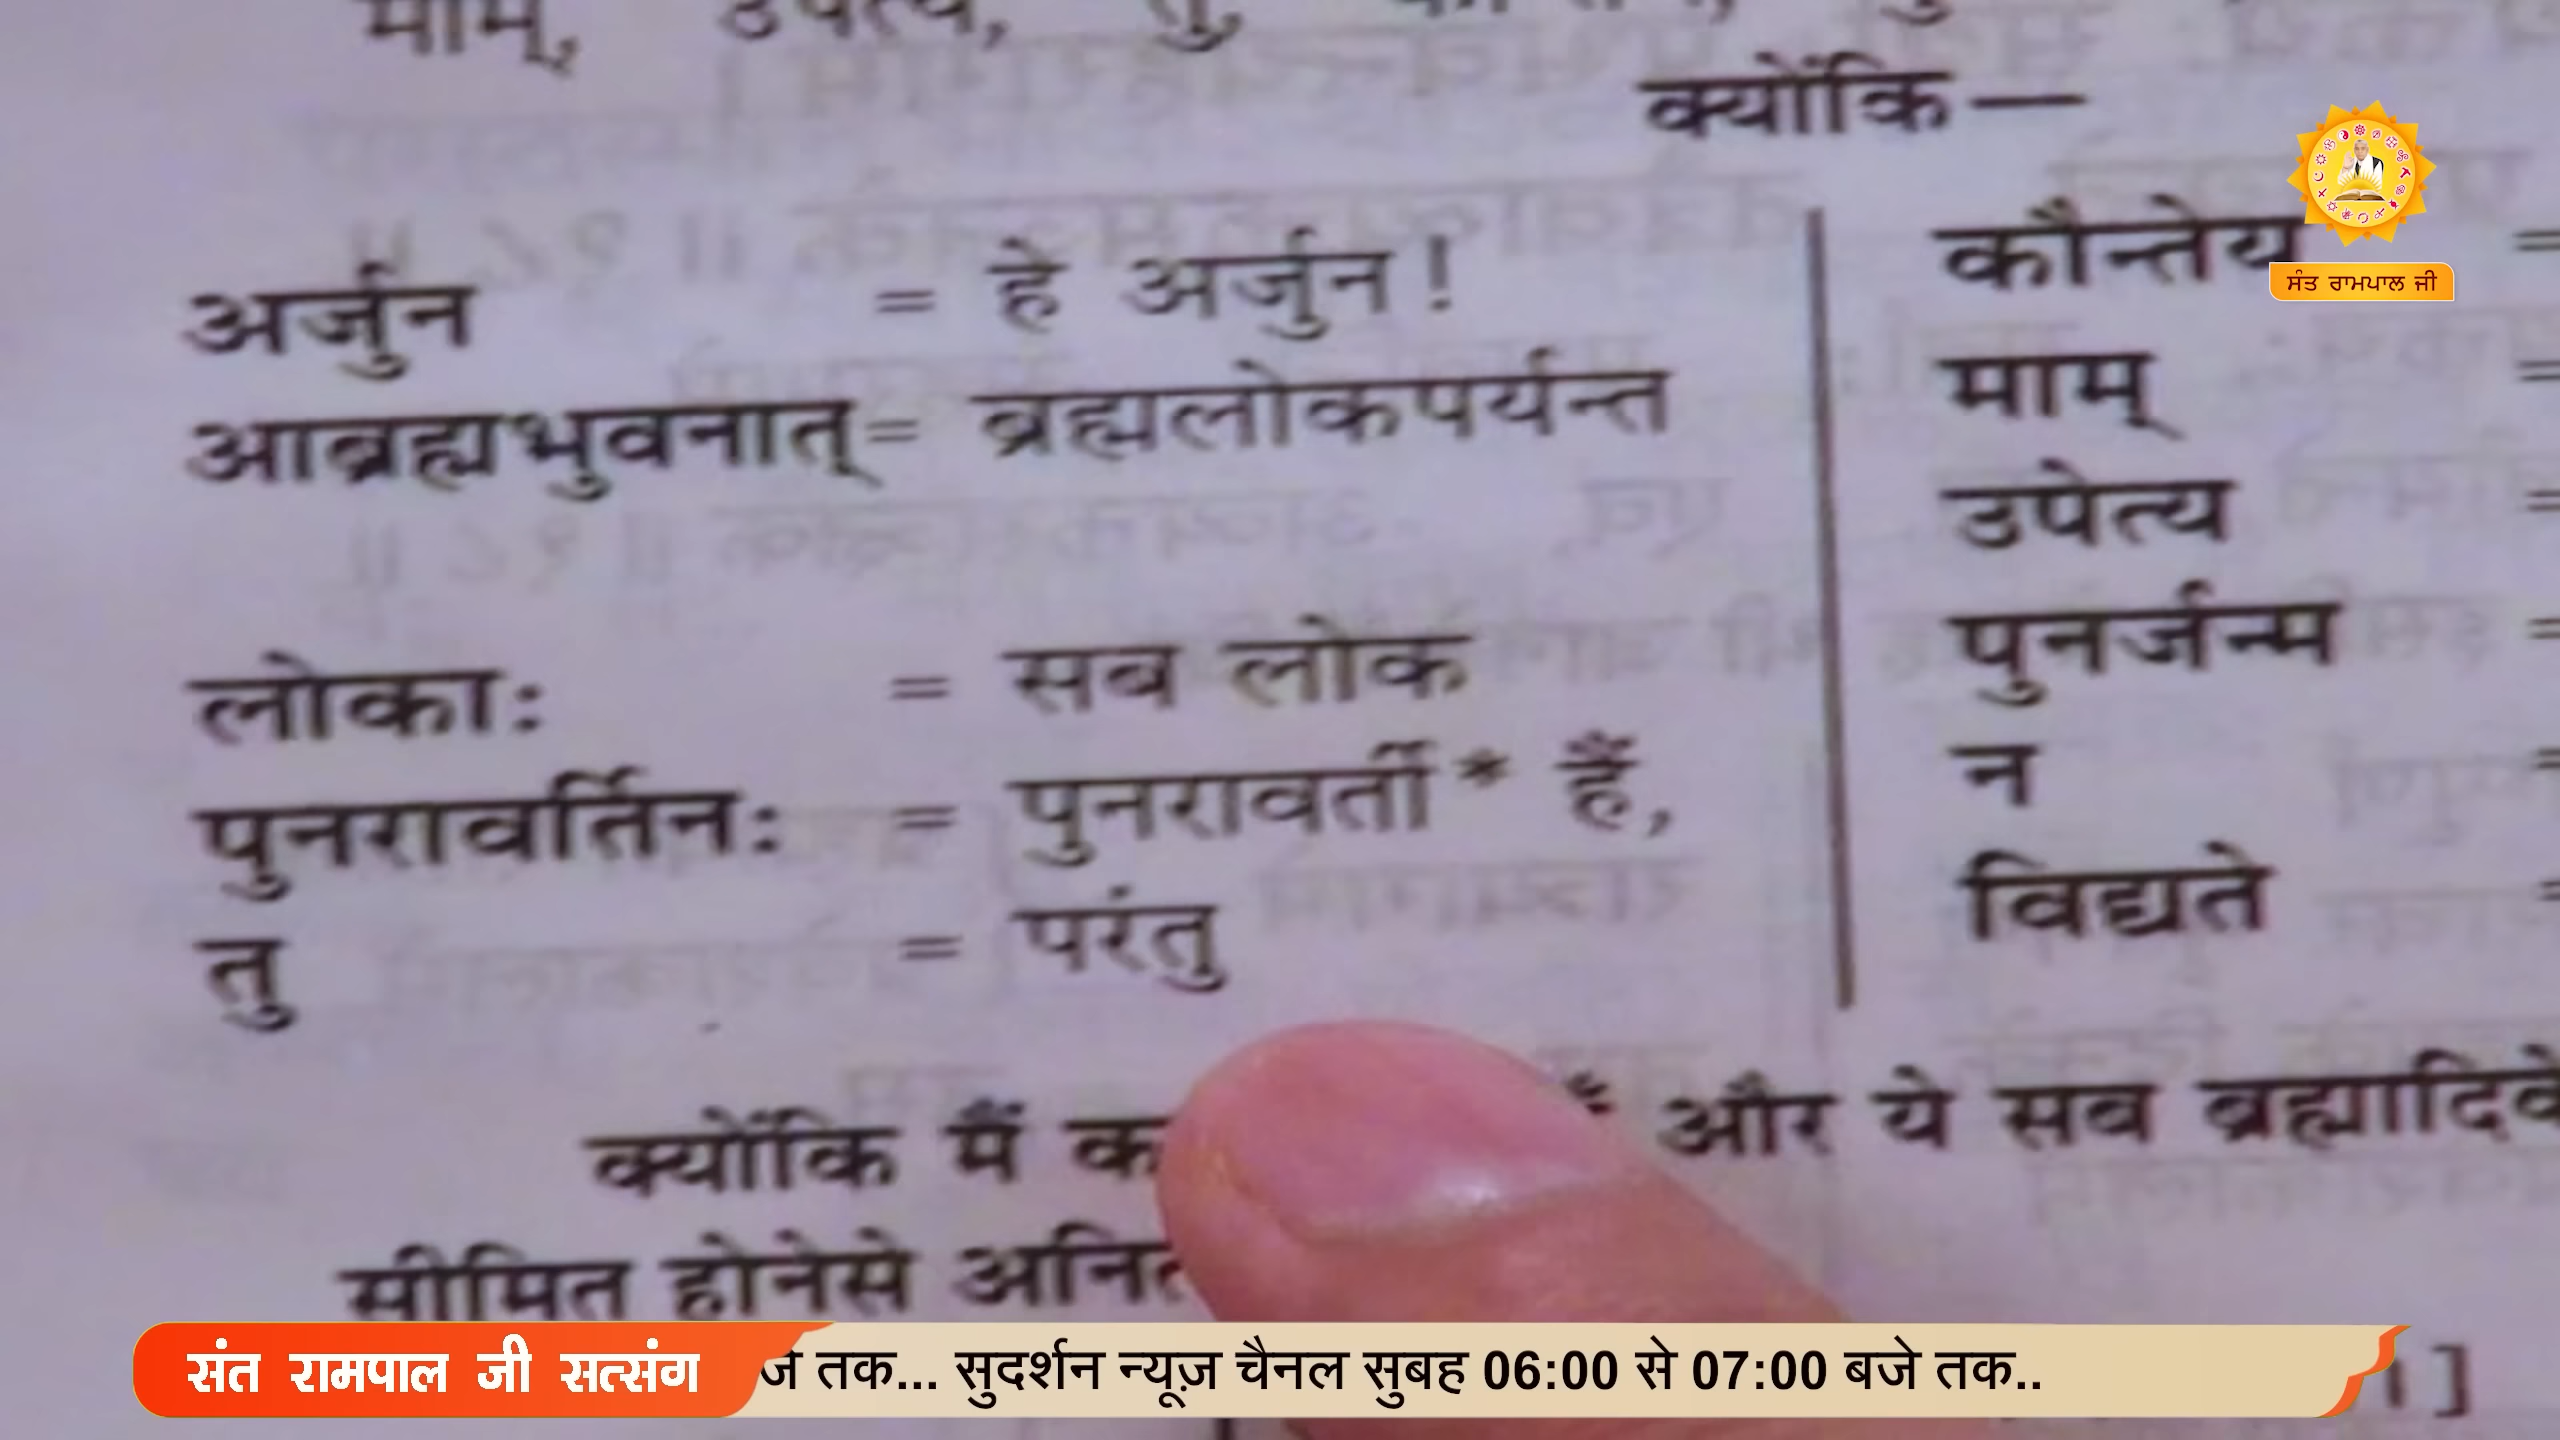 माम्, उपेत्य, तु,
क्योंकि—
अर्जुन = हे अर्जुन!
आब्रह्मभुवनात् = ब्रह्मलोकपर्यन्त
लोकाः = सब लोक
पुनरावर्तिनः = पुनरावर्ती* हैं,
तु = परंतु
कौन्तेय =
माम् =
उपेत्य =
पुनर्जन्म =
न =
विद्यते =
क्योंकि मैं और ये सब ब्रह्मादिके
सीमित होनेसे
ਸੰਤ ਰਾਮਪਾਲ ਜੀ
संत रामपाल जी सत्संग
जे तक... सुदर्शन न्यूज़ चैनल सुबह 06:00 से 07:00 बजे तक..